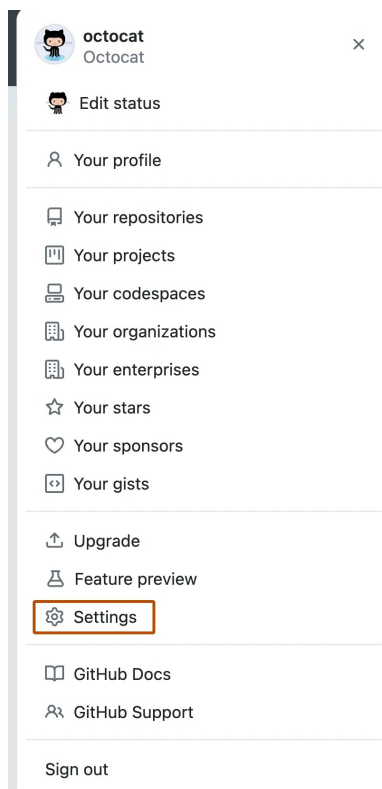 octocat
Octocat
Edit status
Your profile
Your repositories
Your projects
Your codespaces
Your organizations
Your enterprises
Your stars
Your sponsors
Your gists
Upgrade
Feature preview
Settings
GitHub Docs
GitHub Support
Sign out